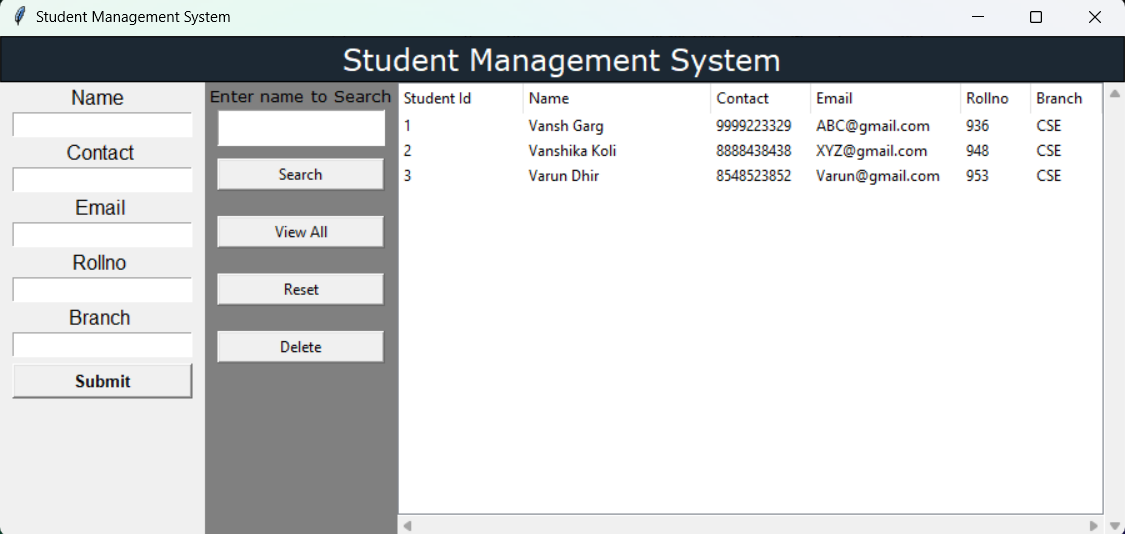 Student Management System
Student Management System
Name
Contact
Email
Rollno
Branch
Submit
Enter name to Search
Search
View All
Reset
Delete
Student Id Name Contact Email Rollno Branch
1 Vansh Garg 9999223329 ABC@gmail.com 936 CSE
2 Vanshika Koli 8888438438 XYZ@gmail.com 948 CSE
3 Varun Dhir 8548523852 Varun@gmail.com 953 CSE